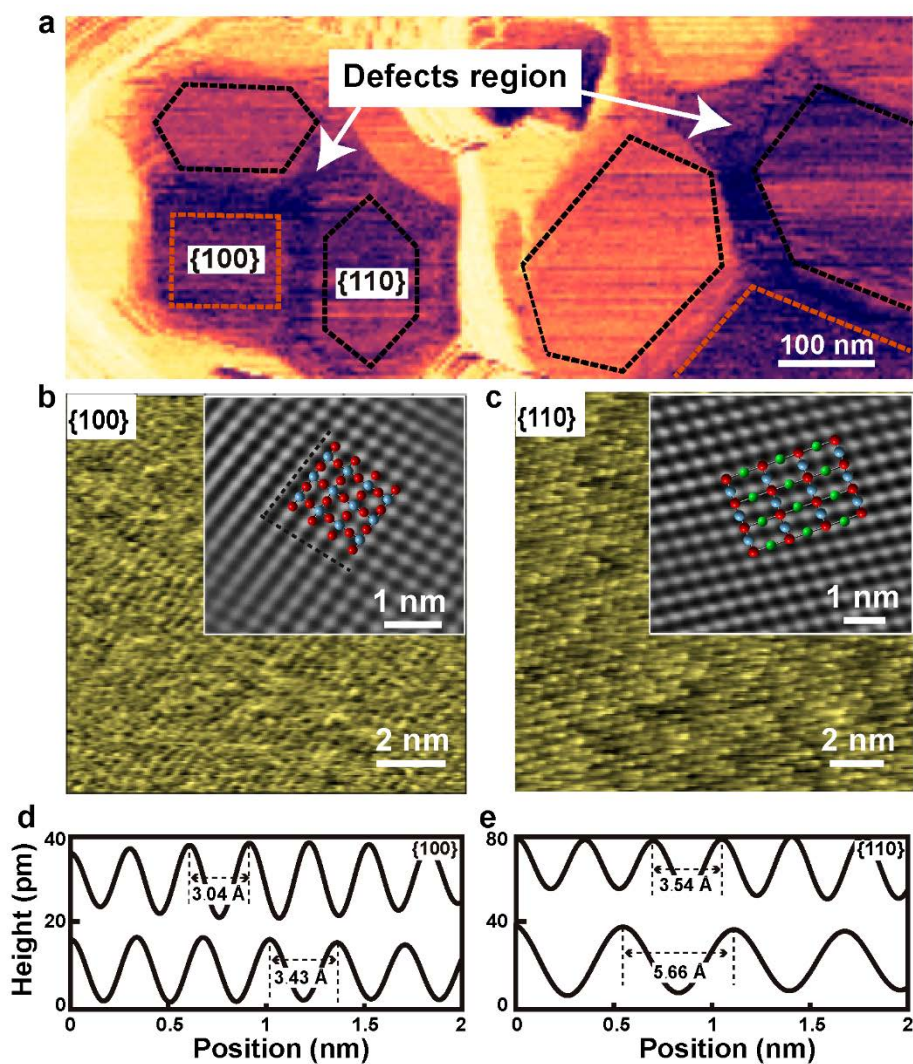 a
Defects region
{100}
{110}
100 nm
b
{100}
1 nm
2 nm
c
{110}
1 nm
2 nm
d
40
20
0
Height (pm)
{100}
3.04 Å
3.43 Å
0 0.5 1 1.5 2
Position (nm)
e
80
40
0
{110}
3.54 Å
5.66 Å
0 0.5 1 1.5 2
Position (nm)